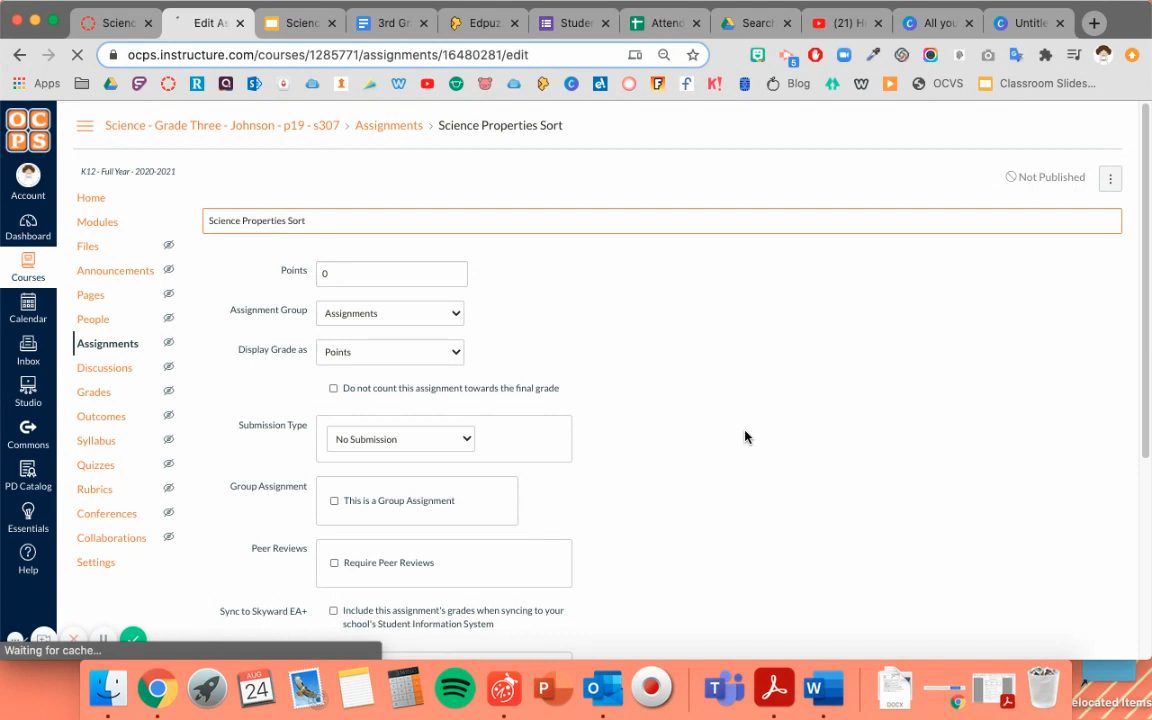 Scienc
Edit As
Scienc
3rd Gr
Edpuz
Studer
Attend
Search
(21) H
All you
Untitle
ocps.instructure.com/courses/1285771/assignments/16480281/edit
5
Apps
Blog
OCVS
Classroom Slides...
OCPS
Science - Grade Three - Johnson - p19 - s307 › Assignments › Science Properties Sort
K12 - Full Year - 2020-2021
Not Published
Account
Dashboard
Courses
Calendar
Inbox
Studio
Commons
PD Catalog
Essentials
Help
Home
Modules
Files
Announcements
Pages
People
Assignments
Discussions
Grades
Outcomes
Syllabus
Quizzes
Rubrics
Conferences
Collaborations
Settings
Science Properties Sort
Points
0
Assignment Group
Assignments
Display Grade as
Points
Do not count this assignment towards the final grade
Submission Type
No Submission
Group Assignment
This is a Group Assignment
Peer Reviews
Require Peer Reviews
Sync to Skyward EA+
Include this assignment's grades when syncing to your
school's Student Information System
Waiting for cache...
AUG
24
DOCX
elocated Items